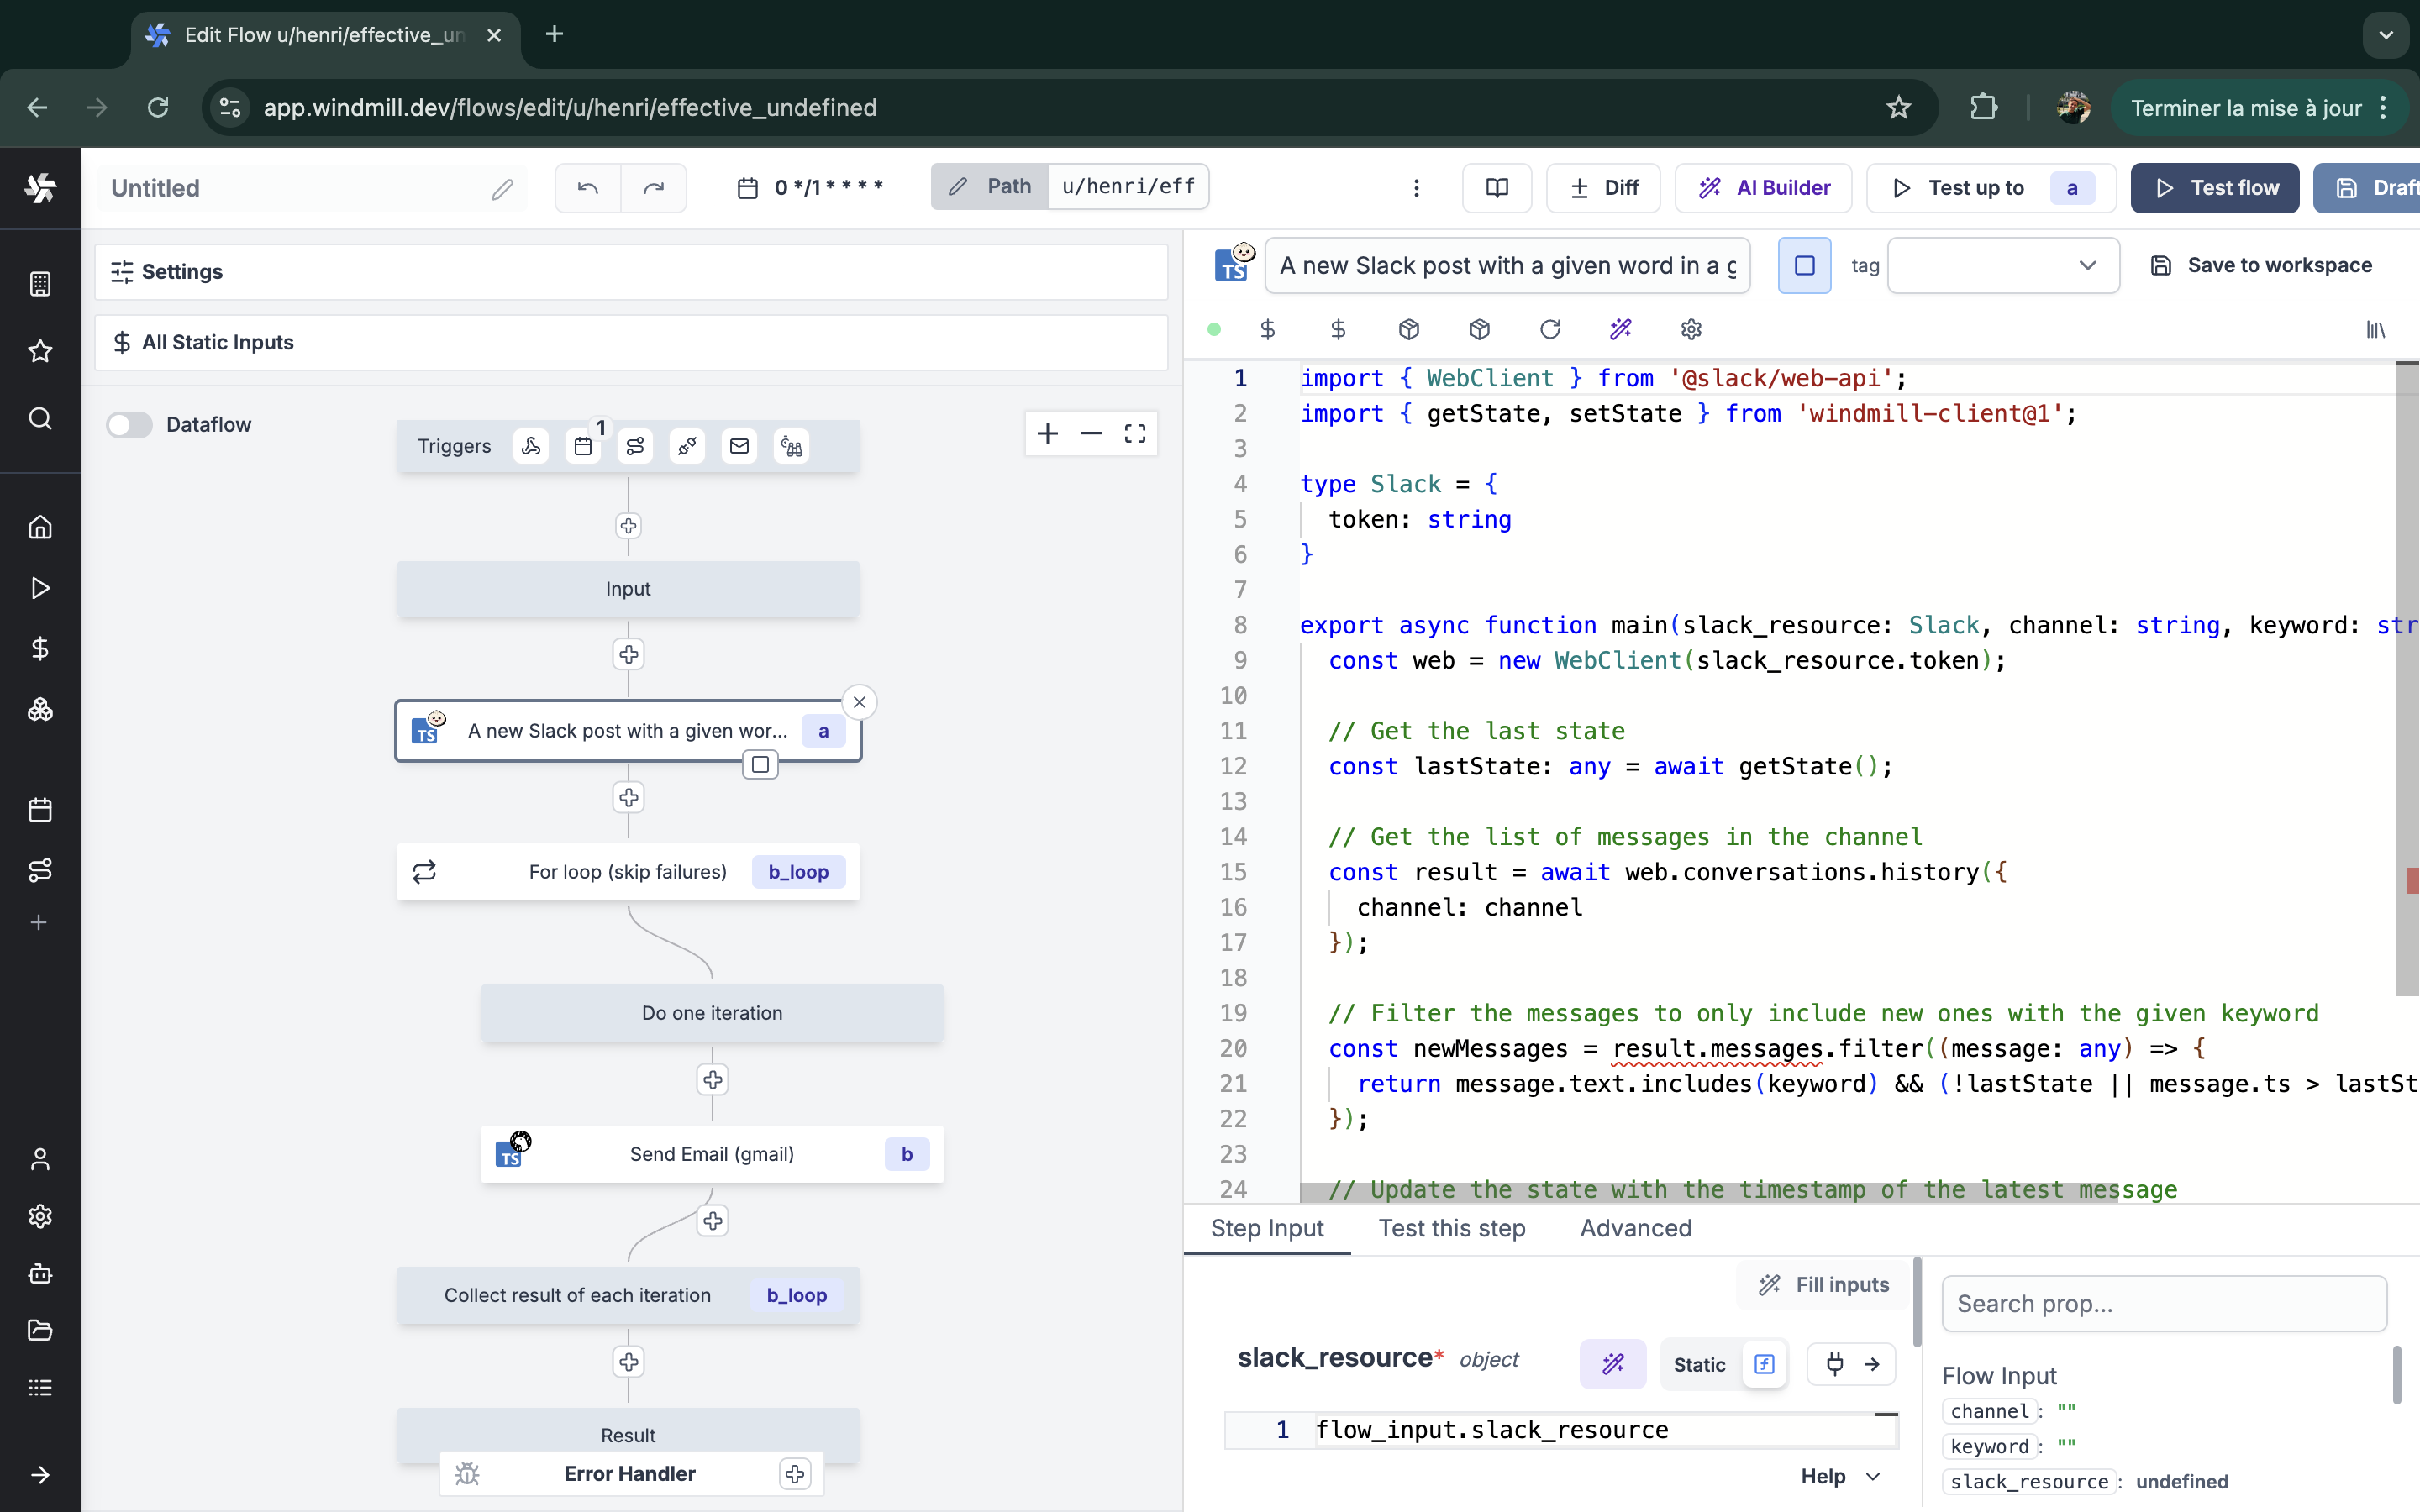 Edit Flow u/henri/effective_un
app.windmill.dev/flows/edit/u/henri/effective_undefined
Terminer la mise à jour
Untitled
0 */1 * * * *
Path
u/henri/eff
Diff
AI Builder
Test up to a
Test flow
Draft
Settings
All Static Inputs
Dataflow
Triggers
1
Input
TS
A new Slack post with a given wor...
a
For loop (skip failures)
b_loop
Do one iteration
TS
Send Email (gmail)
b
Collect result of each iteration
b_loop
Result
Error Handler
TS
A new Slack post with a given word in a g
tag
Save to workspace
1 import { WebClient } from '@slack/web-api';
2 import { getState, setState } from 'windmill-client@1';
3
4 type Slack = {
5 token: string
6 }
7
8 export async function main(slack_resource: Slack, channel: string, keyword: str
9 const web = new WebClient(slack_resource.token);
10
11 // Get the last state
12 const lastState: any = await getState();
13
14 // Get the list of messages in the channel
15 const result = await web.conversations.history({
16 channel: channel
17 });
18
19 // Filter the messages to only include new ones with the given keyword
20 const newMessages = result.messages.filter((message: any) => {
21 return message.text.includes(keyword) && (!lastState || message.ts > lastSt
22 });
23
24 // Update the state with the timestamp of the latest message
Step Input
Test this step
Advanced
Fill inputs
slack_resource* object
Static
1 flow_input.slack_resource
Help
Search prop...
Flow Input
channel: ""
keyword: ""
slack_resource: undefined